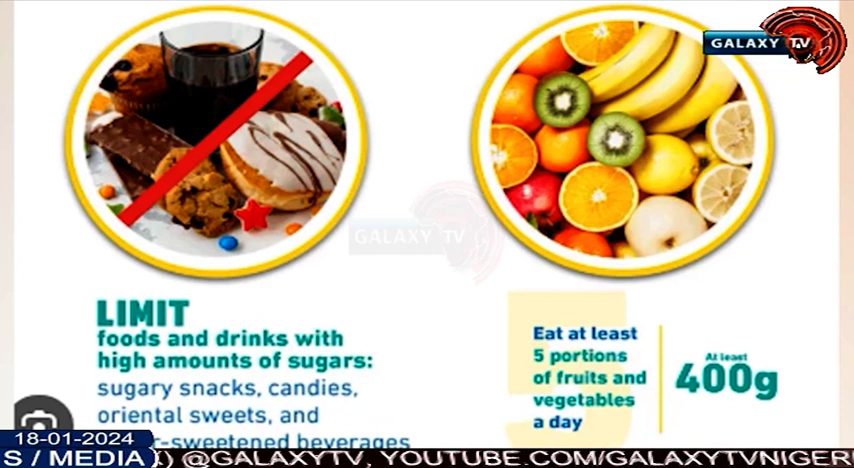 GALAXY TV
GALAXY TV
LIMIT
foods and drinks with
high amounts of sugars:
sugary snacks, candies,
oriental sweets, and
r-sweetened beverages
Eat at least
5 portions
of fruits and
vegetables
a day
5
At least
400g
18-01-2024
S / MEDIA
) @GALAXYTV, YOUTUBE.COM/GALAXYTVNIGER